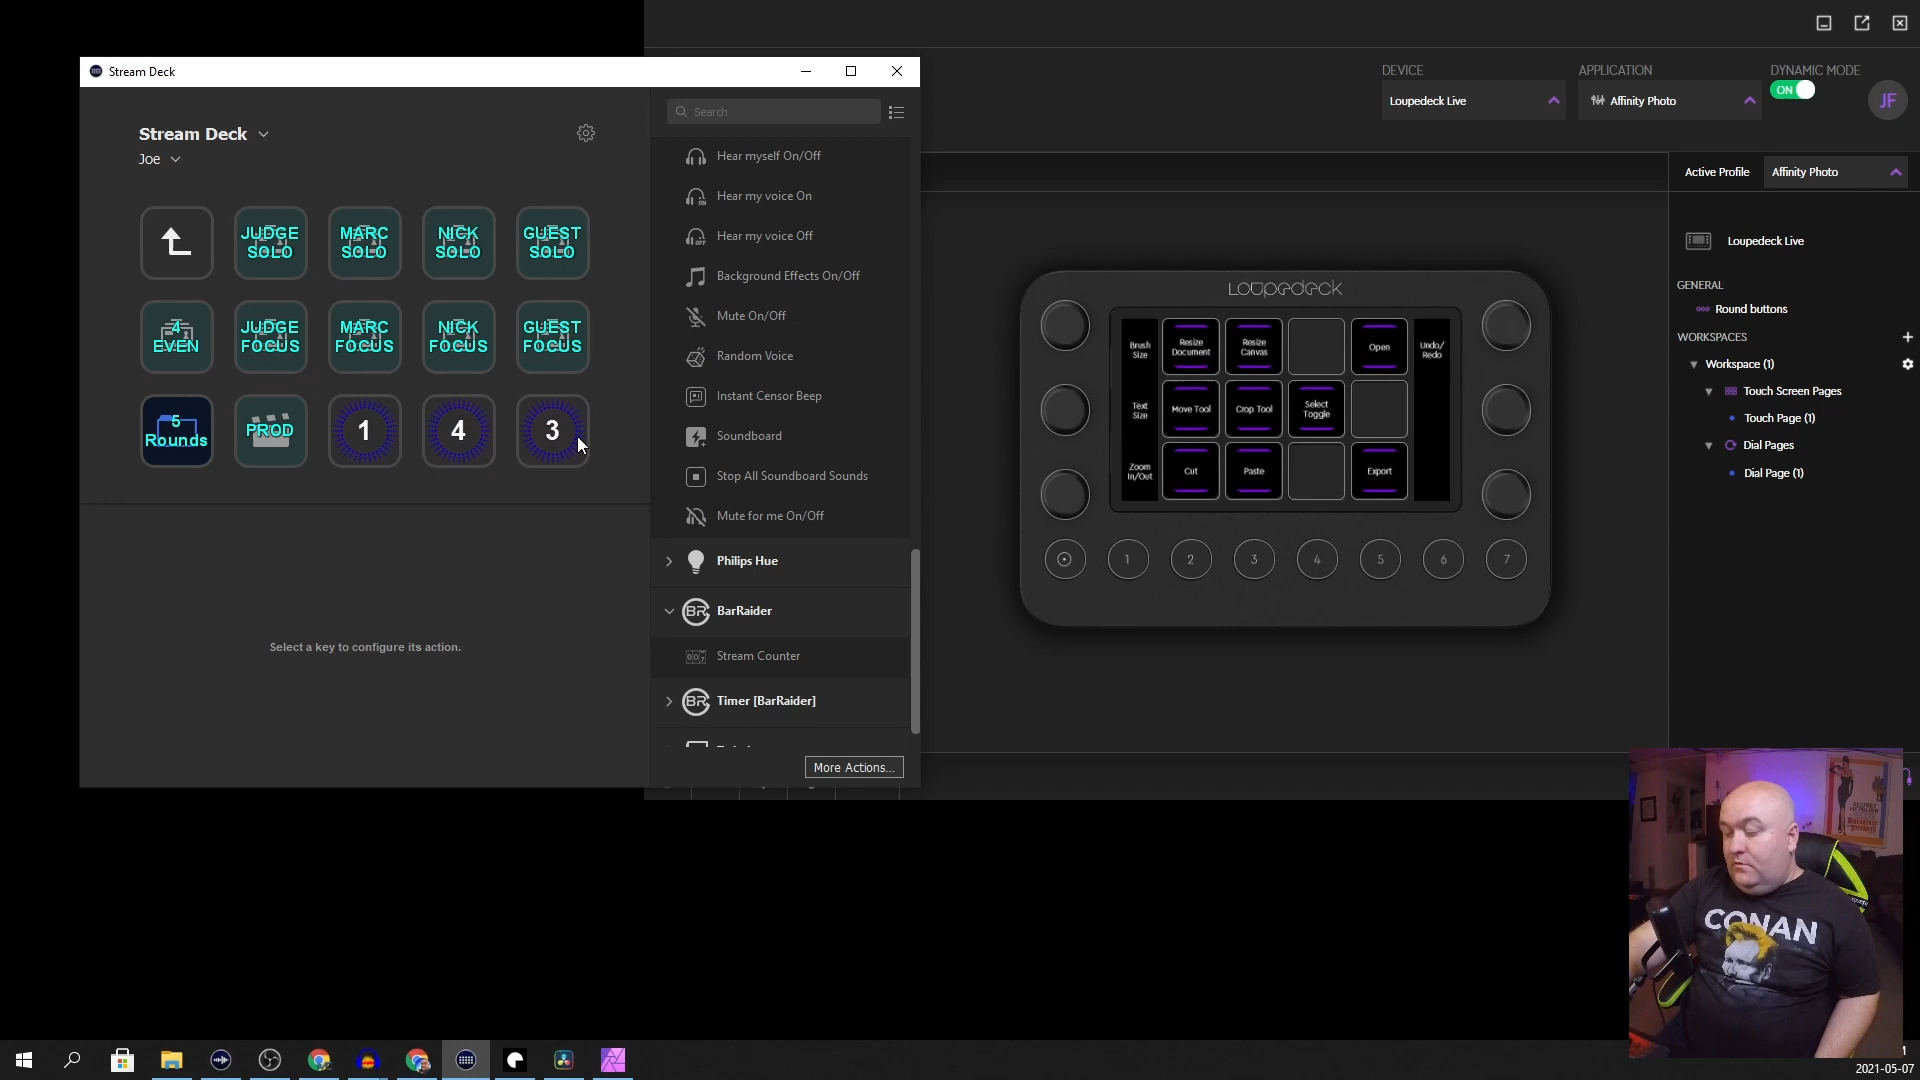 Stream Deck
Stream Deck
Joe
JUDGE
SOLO
MARC
SOLO
NICK
SOLO
GUEST
SOLO
4
EVEN
JUDGE
FOCUS
MARC
FOCUS
NICK
FOCUS
GUEST
FOCUS
5
Rounds
PROD
1
4
3
Select a key to configure its action.
Search
Hear myself On/Off
Hear my voice On
Hear my voice Off
Background Effects On/Off
Mute On/Off
Random Voice
Instant Censor Beep
Soundboard
Stop All Soundboard Sounds
Mute for me On/Off
Philips Hue
BR BarRaider
Stream Counter
BR Timer [BarRaider]
More Actions...
DEVICE
Loupedeck Live
APPLICATION
Affinity Photo
DYNAMIC MODE
ON
JF
Active Profile
Affinity Photo
Loupedeck Live
GENERAL
Round buttons
WORKSPACES
Workspace (1)
Touch Screen Pages
Touch Page (1)
Dial Pages
Dial Page (1)
Loupedeck
Brush
Size
Resize
Document
Resize
Canvas
Open
Undo/
Redo
Text
Size
Move Tool
Crop Tool
Select
Toggle
Zoom
In/Out
Cut
Paste
Export
1
2
3
4
5
6
7
CONAN
2021-05-07